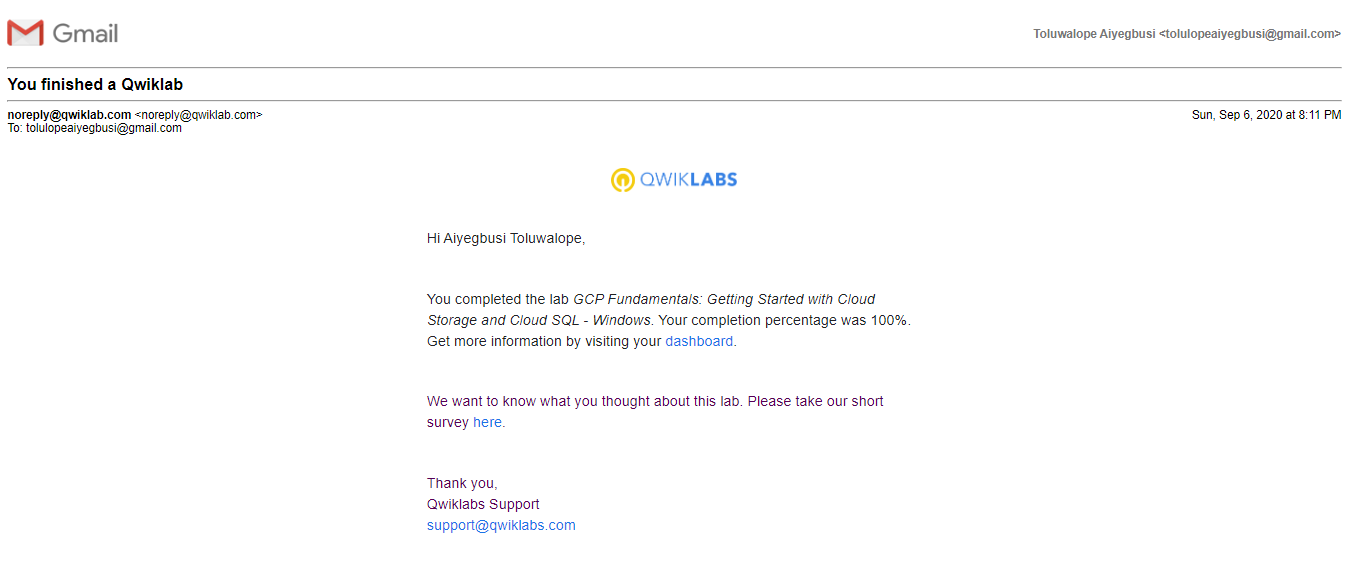 Gmail
Toluwalope Aiyegbusi <tolulopeaiyegbusi@gmail.com>
You finished a Qwiklab
noreply@qwiklab.com <noreply@qwiklab.com>
Sun, Sep 6, 2020 at 8:11 PM
To: tolulopeaiyegbusi@gmail.com
QWIKLABS
Hi Aiyegbusi Toluwalope,
You completed the lab GCP Fundamentals: Getting Started with Cloud
Storage and Cloud SQL - Windows. Your completion percentage was 100%.
Get more information by visiting your dashboard.
We want to know what you thought about this lab. Please take our short
survey here.
Thank you,
Qwiklabs Support
support@qwiklabs.com